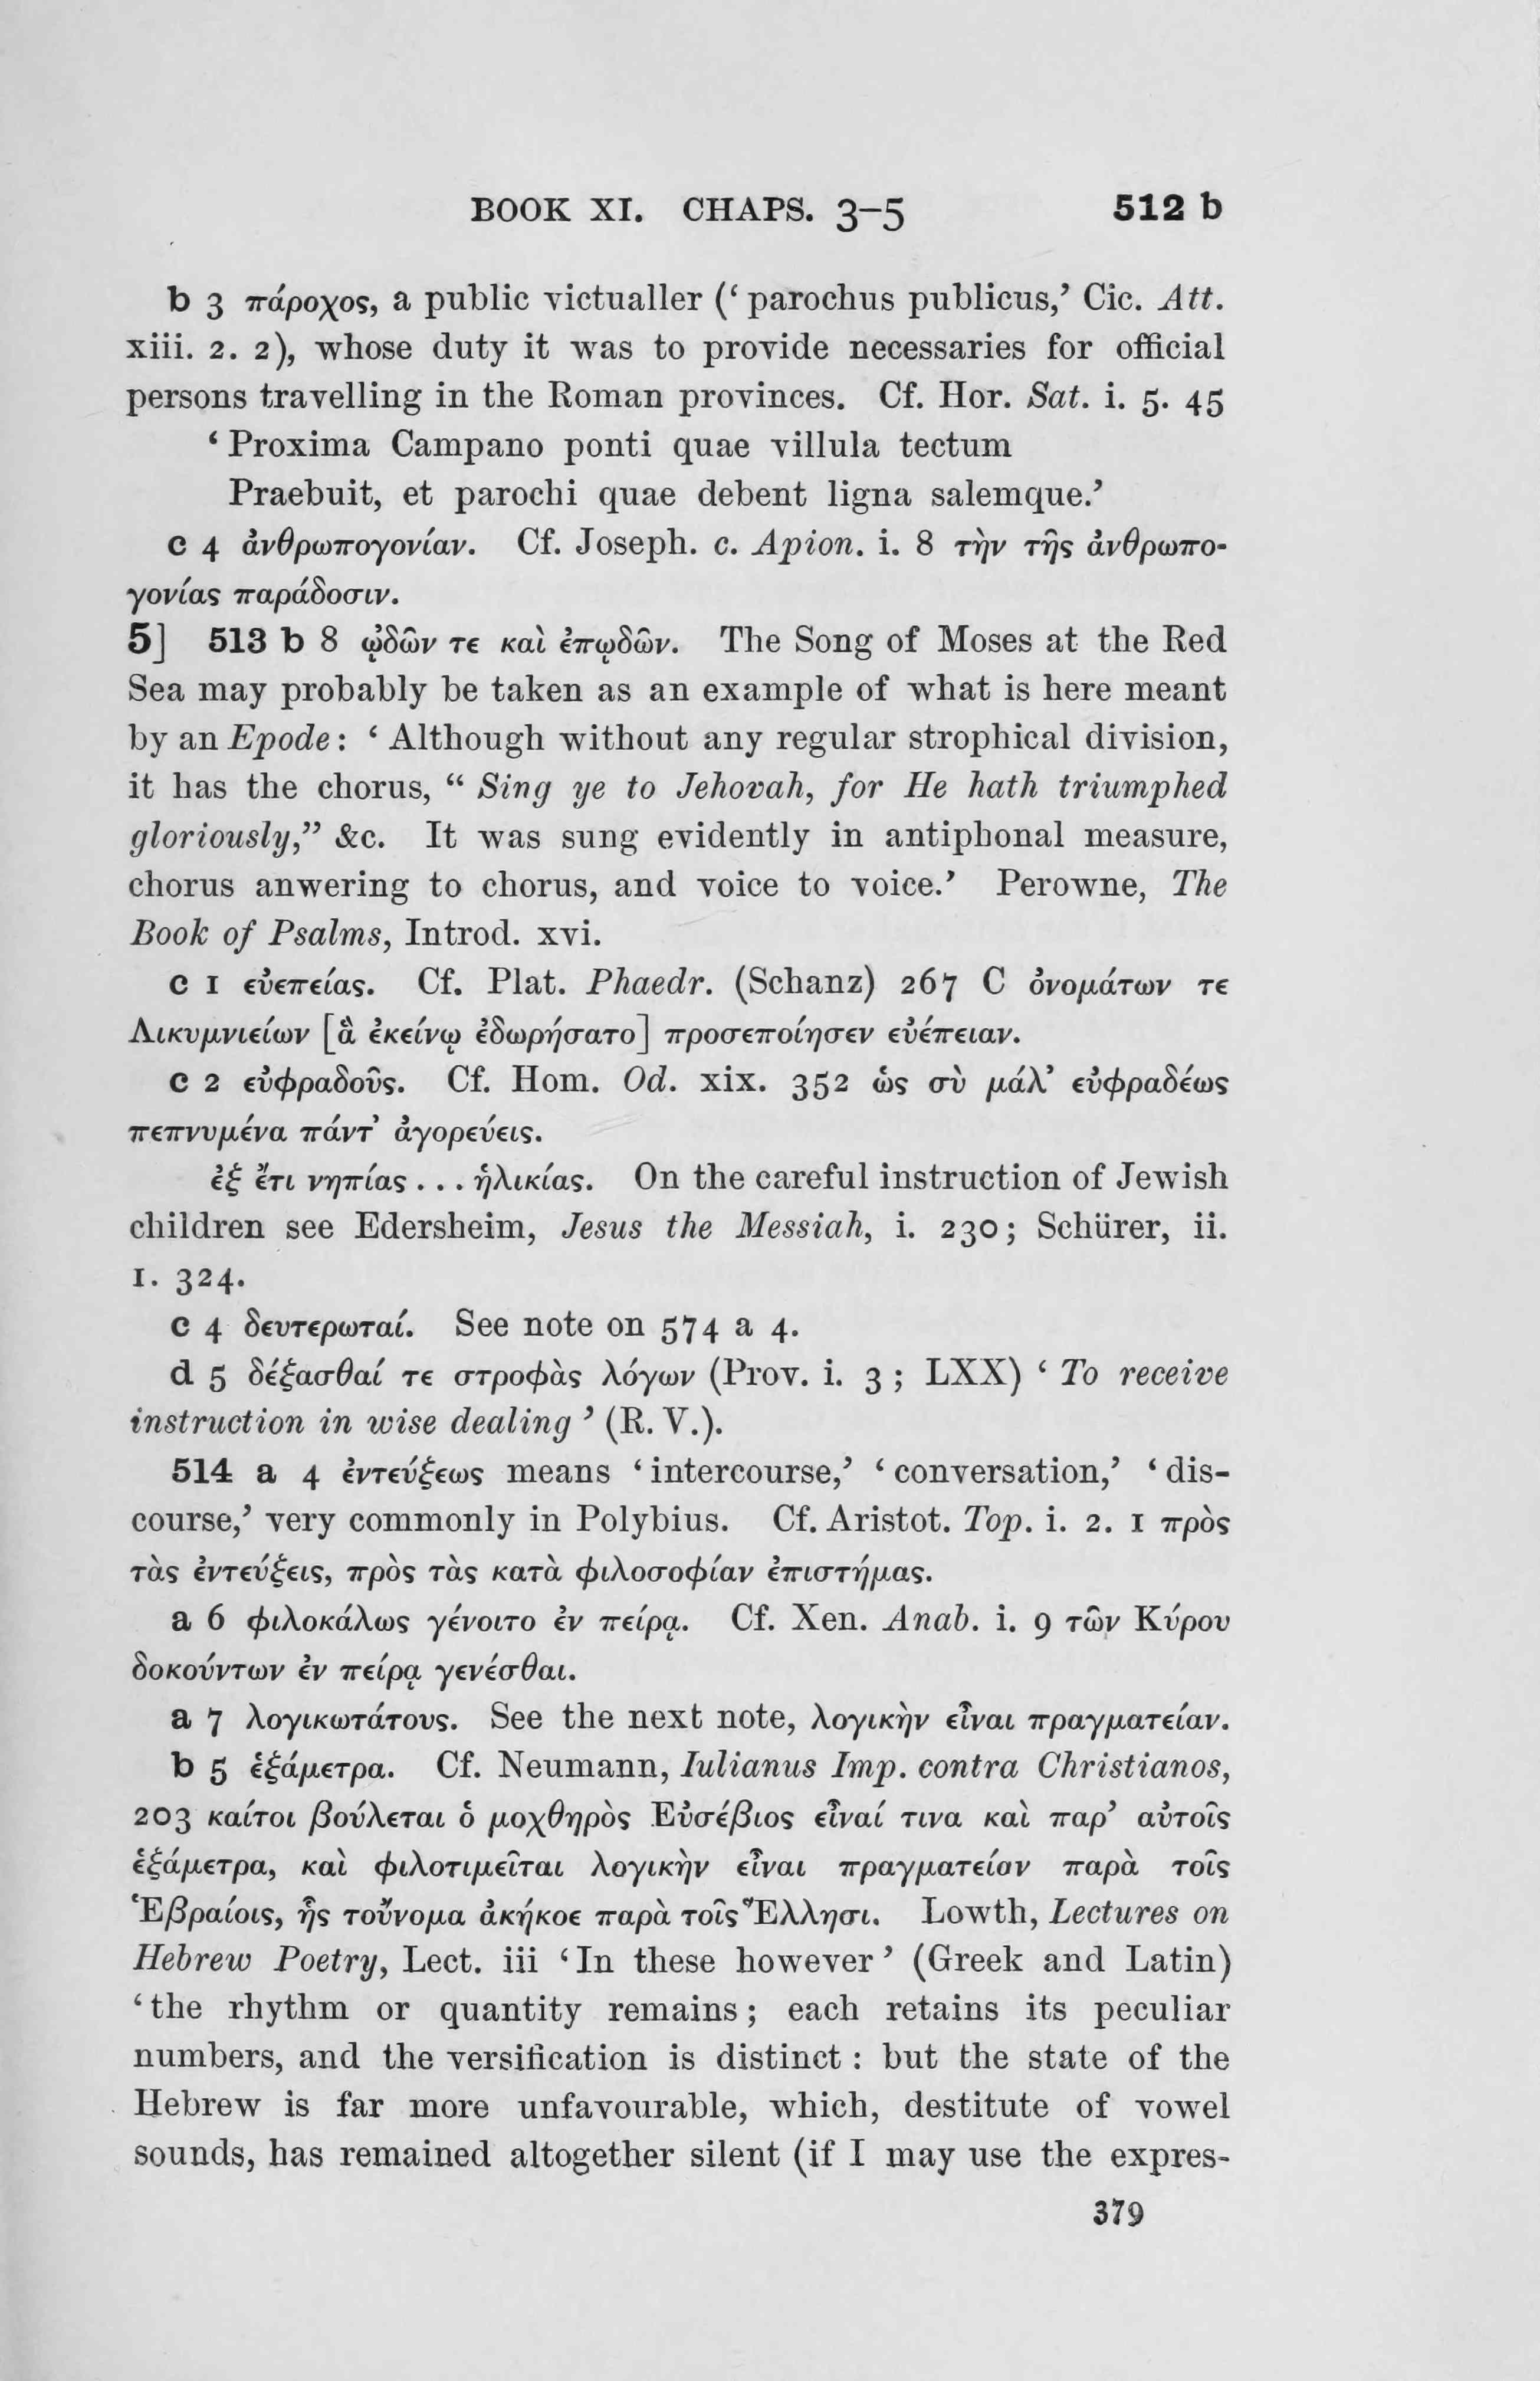 BOOK XI. CHAPS. 3–5 512 b
b 3 πάροχος, a public victualler (‘ parochus publicus,’ Cic. Att.
xiii. 2. 2), whose duty it was to provide necessaries for official
persons travelling in the Roman provinces. Cf. Hor. Sat. i. 5. 45
‘ Proxima Campano ponti quae villula tectum
Praebuit, et parochi quae debent ligna salemque.’
c 4 ἀνθρωπογονίαν. Cf. Joseph. c. Apion. i. 8 τὴν τῆς ἀνθρωπο-
γονίας παράδοσιν.
5] 513 b 8 ᾠδῶν τε καὶ ἐπῳδῶν. The Song of Moses at the Red
Sea may probably be taken as an example of what is here meant
by an Epode: ‘ Although without any regular strophical division,
it has the chorus, “ Sing ye to Jehovah, for He hath triumphed
gloriously,” &c. It was sung evidently in antiphonal measure,
chorus anwering to chorus, and voice to voice.’ Perowne, The
Book of Psalms, Introd. xvi.
c 1 εὐεπείας. Cf. Plat. Phaedr. (Schanz) 267 C ὀνομάτων τε
Λικυμνιείων [ἃ ἐκείνῳ ἐδωρήσατο] προσεποίησεν εὐέπειαν.
c 2 εὐφραδοῦς. Cf. Hom. Od. xix. 352 ὡς σὺ μάλ’ εὐφραδέως
πεπνυμένα πάντ’ ἀγορεύεις.
ἐξ ἔτι νηπίας . . . ἡλικίας. On the careful instruction of Jewish
children see Edersheim, Jesus the Messiah, i. 230; Schürer, ii.
1. 324.
c 4 δευτερωταί. See note on 574 a 4.
d 5 δέξασθαί τε στροφὰς λόγων (Prov. i. 3 ; LXX) ‘ To receive
instruction in wise dealing ’ (R. V.).
514 a 4 ἐντεύξεως means ‘intercourse,’ ‘conversation,’ ‘dis-
course,’ very commonly in Polybius. Cf. Aristot. Top. i. 2. 1 πρὸς
τὰς ἐντεύξεις, πρὸς τὰς κατὰ φιλοσοφίαν ἐπιστήμας.
a 6 φιλοκάλως γένοιτο ἐν πείρᾳ. Cf. Xen. Anab. i. 9 τῶν Κύρου
δοκούντων ἐν πείρᾳ γενέσθαι.
a 7 λογικωτάτους. See the next note, λογικὴν εἶναι πραγματείαν.
b 5 ἑξάμετρα. Cf. Neumann, Iulianus Imp. contra Christianos,
203 καίτοι βούλεται ὁ μοχθηρὸς Εὐσέβιος εἶναί τινα καὶ παρ’ αὐτοῖς
ἑξάμετρα, καὶ φιλοτιμεῖται λογικὴν εἶναι πραγματείαν παρὰ τοῖς
Ἑβραίοις, ἧς τοὔνομα ἀκήκοε παρὰ τοῖς Ἕλλησι. Lowth, Lectures on
Hebrew Poetry, Lect. iii ‘In these however’ (Greek and Latin)
‘the rhythm or quantity remains; each retains its peculiar
numbers, and the versification is distinct: but the state of the
Hebrew is far more unfavourable, which, destitute of vowel
sounds, has remained altogether silent (if I may use the expres-
379